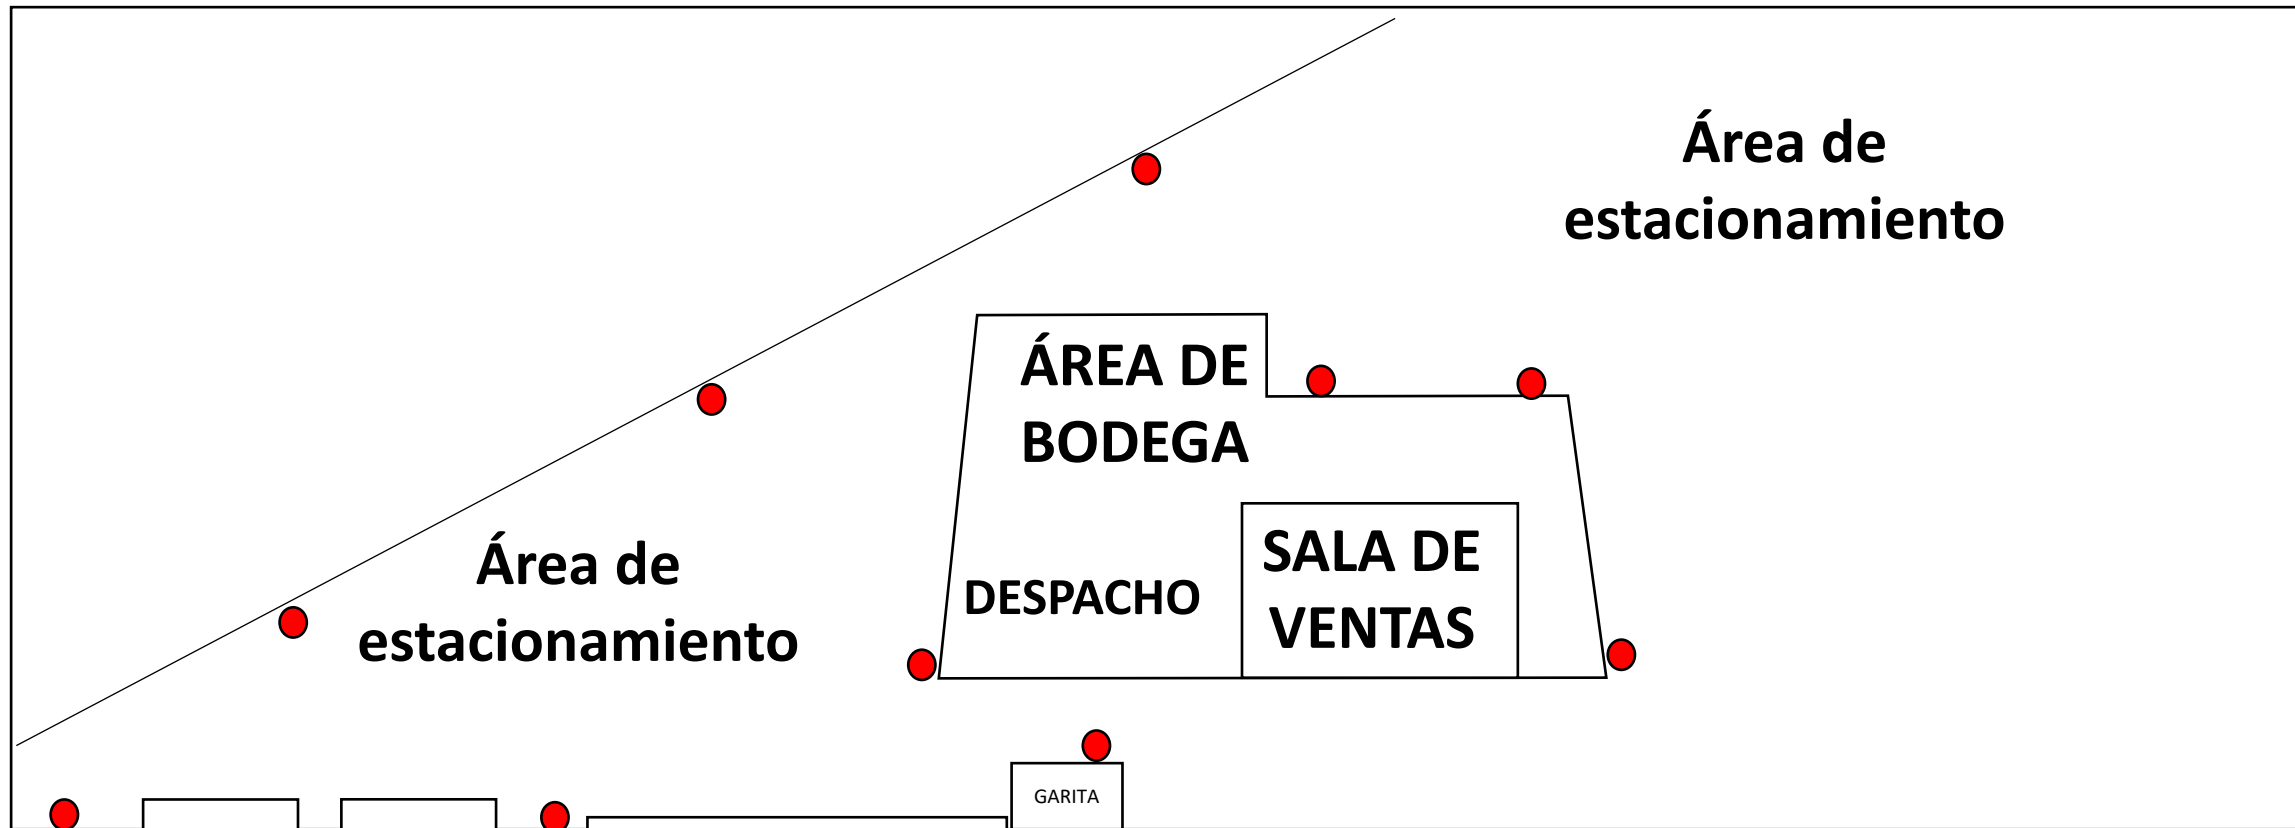 Área de
estacionamiento
ÁREA DE
BODEGA
Área de
estacionamiento
DESPACHO
SALA DE
VENTAS
GARITA